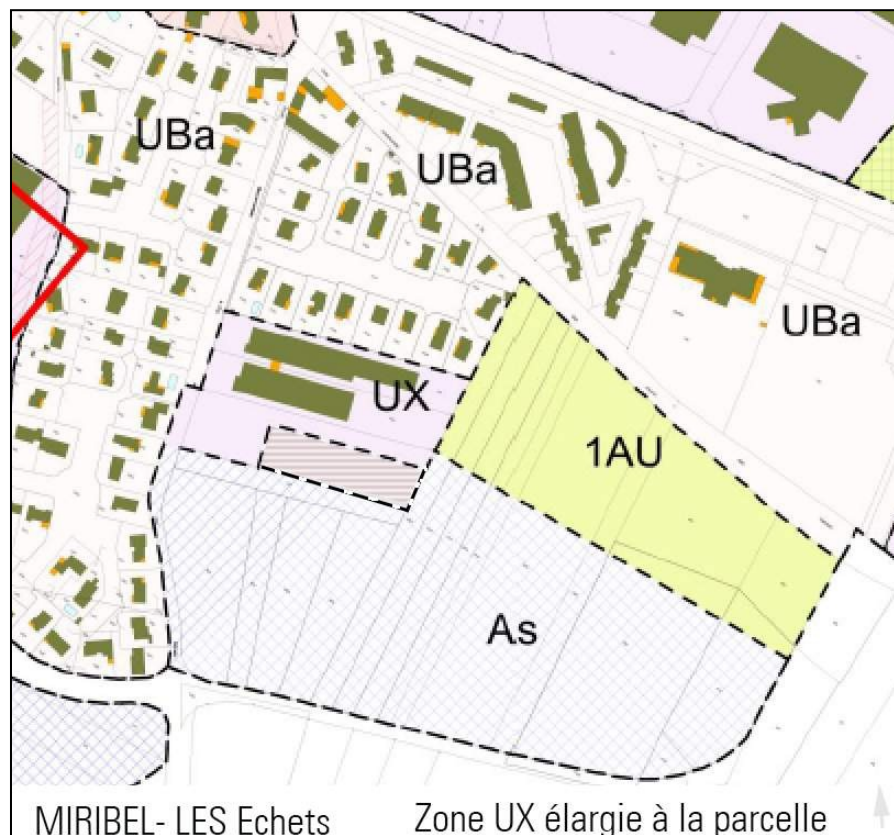 UBa
UBa
UBa
UX
1AU
As
MIRIBEL- LES Echets
Zone UX élargie à la parcelle